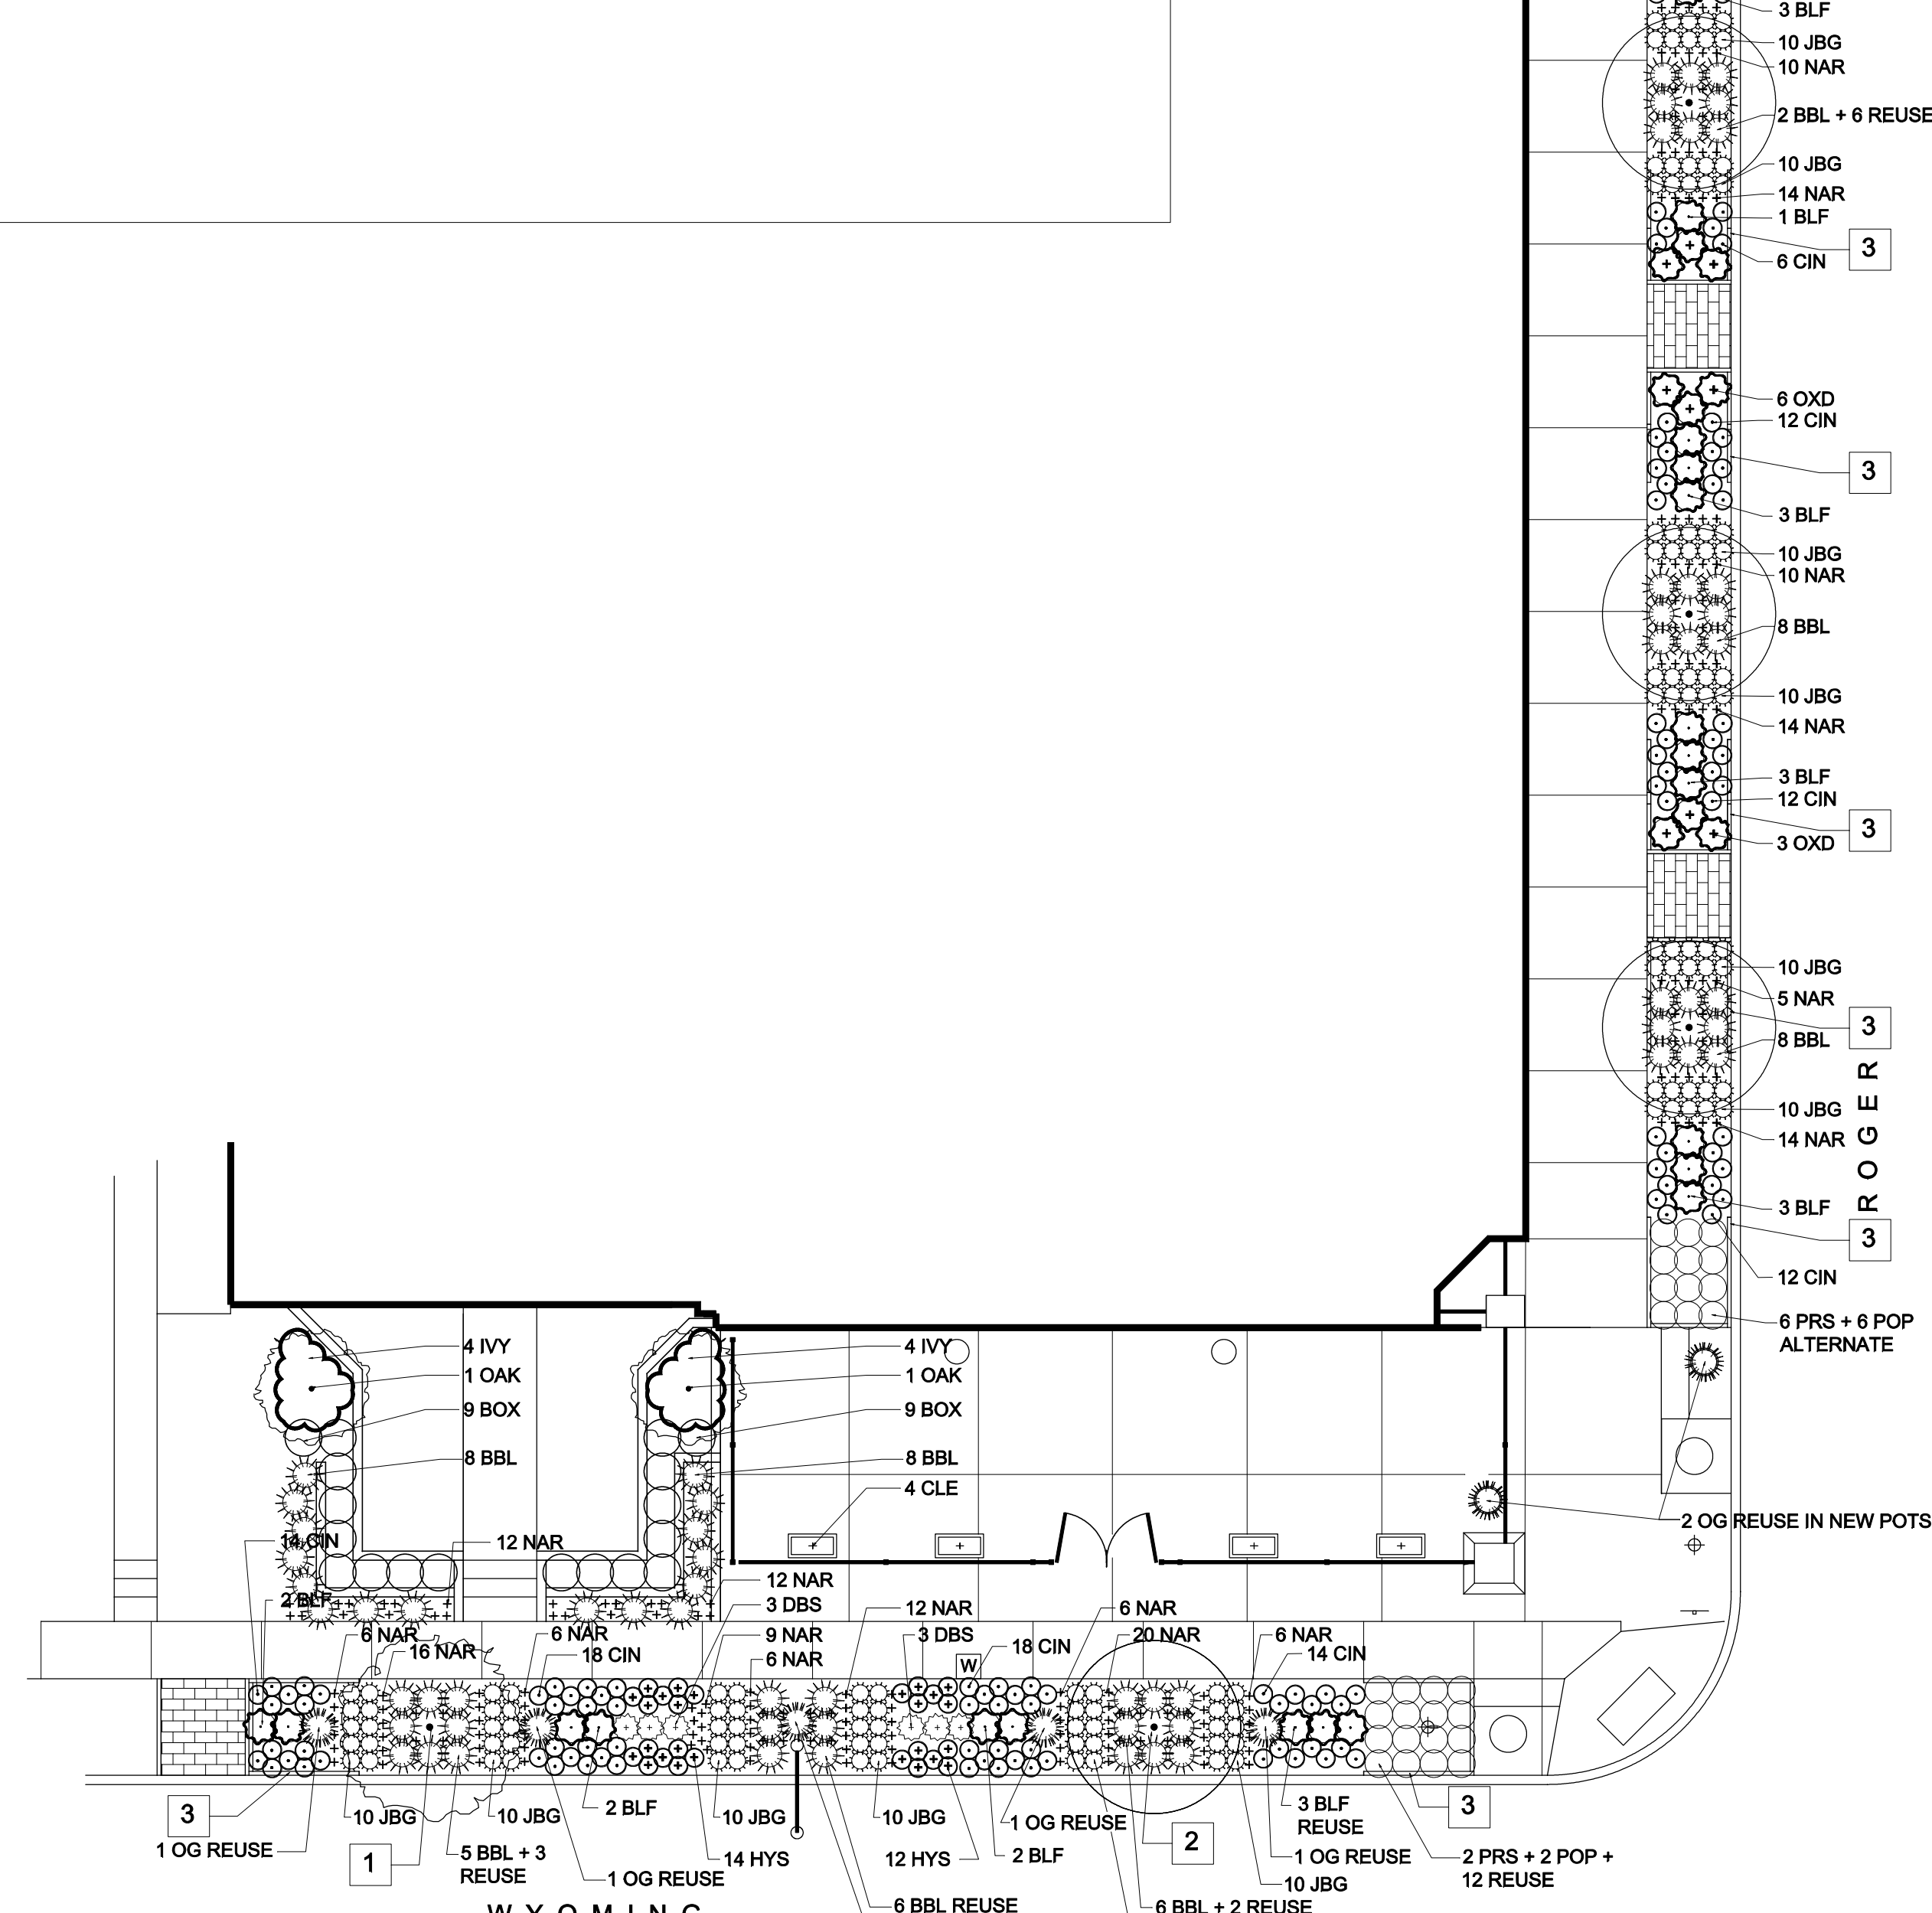 3 BLF
10 JBG
10 NAR
2 BBL + 6 REUSE
10 JBG
14 NAR
1 BLF
3
6 CIN
6 OXD
12 CIN
3
3 BLF
10 JBG
10 NAR
8 BBL
10 JBG
14 NAR
3 BLF
12 CIN
3
3 OXD
10 JBG
5 NAR
3
8 BBL
ROGER
10 JBG
14 NAR
3 BLF
3
12 CIN
6 PRS + 6 POP
ALTERNATE
4 IVY
1 OAK
9 BOX
8 BBL
4 IVY
1 OAK
9 BOX
8 BBL
4 CLE
2 OG REUSE IN NEW POTS
14 CIN
12 NAR
2 BLF
12 NAR
3 DBS
12 NAR
6 NAR
6 NAR
16 NAR
6 NAR
18 CIN
9 NAR
6 NAR
3 DBS
18 CIN
W
20 NAR
6 NAR
14 CIN
3
1 OG REUSE
10 JBG
1
10 JBG
5 BBL + 3
REUSE
2 BLF
1 OG REUSE
10 JBG
14 HYS
10 JBG
12 HYS
6 BBL REUSE
1 OG REUSE
2 BLF
2
3 BLF
REUSE
1 OG REUSE
10 JBG
6 BBL + 2 REUSE
3
2 PRS + 2 POP +
12 REUSE
WYOMING